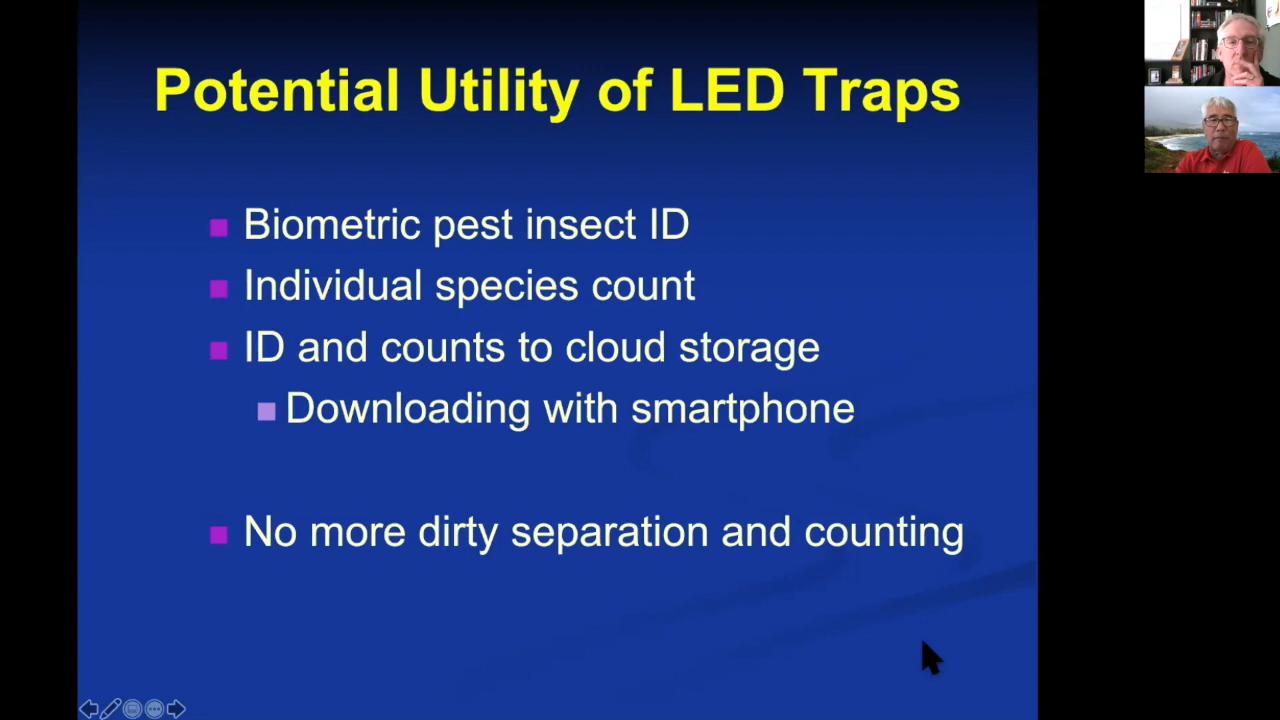 Potential Utility of LED Traps
Biometric pest insect ID
Individual species count
ID and counts to cloud storage
Downloading with smartphone
No more dirty separation and counting